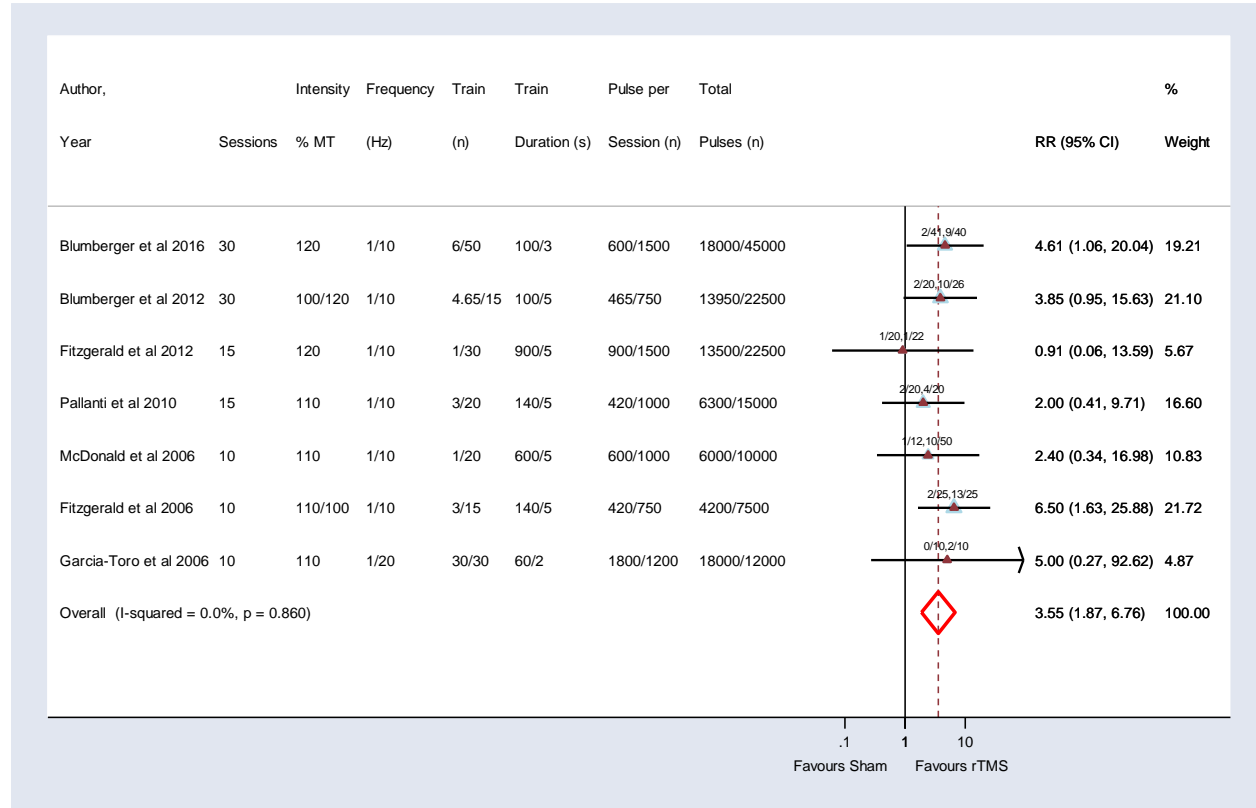 Author, Intensity Frequency Train Train Pulse per Total %
Year Sessions % MT (Hz) (n) Duration (s) Session (n) Pulses (n) RR (95% CI) Weight
Blumberger et al 2016 30 120 1/10 6/50 100/3 600/1500 18000/45000 2/41,9/40 4.61 (1.06, 20.04) 19.21
Blumberger et al 2012 30 100/120 1/10 4.65/15 100/5 465/750 13950/22500 2/20,10/26 3.85 (0.95, 15.63) 21.10
Fitzgerald et al 2012 15 120 1/10 1/30 900/5 900/1500 13500/22500 1/20,1/22 0.91 (0.06, 13.59) 5.67
Pallanti et al 2010 15 110 1/10 3/20 140/5 420/1000 6300/15000 2/20,4/20 2.00 (0.41, 9.71) 16.60
McDonald et al 2006 10 110 1/10 1/20 600/5 600/1000 6000/10000 1/12,10/50 2.40 (0.34, 16.98) 10.83
Fitzgerald et al 2006 10 110/100 1/10 3/15 140/5 420/750 4200/7500 2/25,13/25 6.50 (1.63, 25.88) 21.72
Garcia-Toro et al 2006 10 110 1/20 30/30 60/2 1800/1200 18000/12000 0/10,2/10 5.00 (0.27, 92.62) 4.87
Overall (I-squared = 0.0%, p = 0.860) 3.55 (1.87, 6.76) 100.00
.1 1 10
Favours Sham Favours rTMS